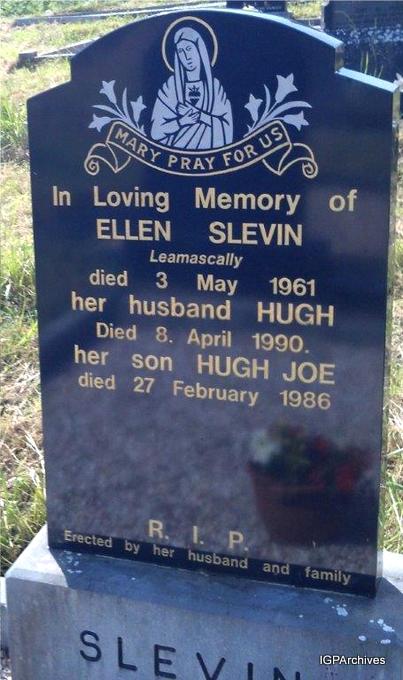 MARY PRAY FOR US
In Loving Memory of
ELLEN SLEVIN
Leamascally
died 3 May 1961
her husband HUGH
Died 8. April 1990.
her son HUGH JOE
died 27 February 1986
R. I. P.
Erected by her husband and family
SLEVIN
IGPArchives